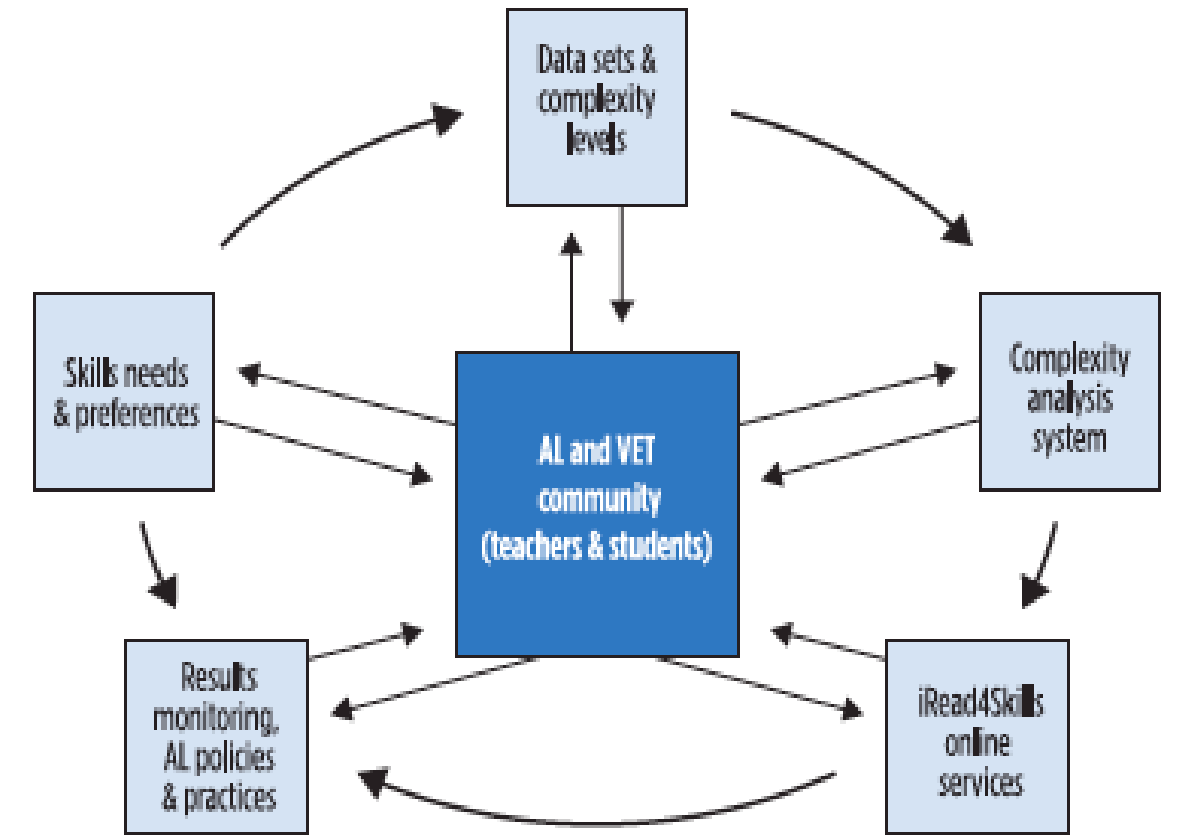 Data sets &
complexity
levels
Skills needs
& preferences
Complexity
analysis
system
AL and VET
community
(teachers & students)
Results
monitoring,
AL policies
& practices
iRead4Skills
online
services